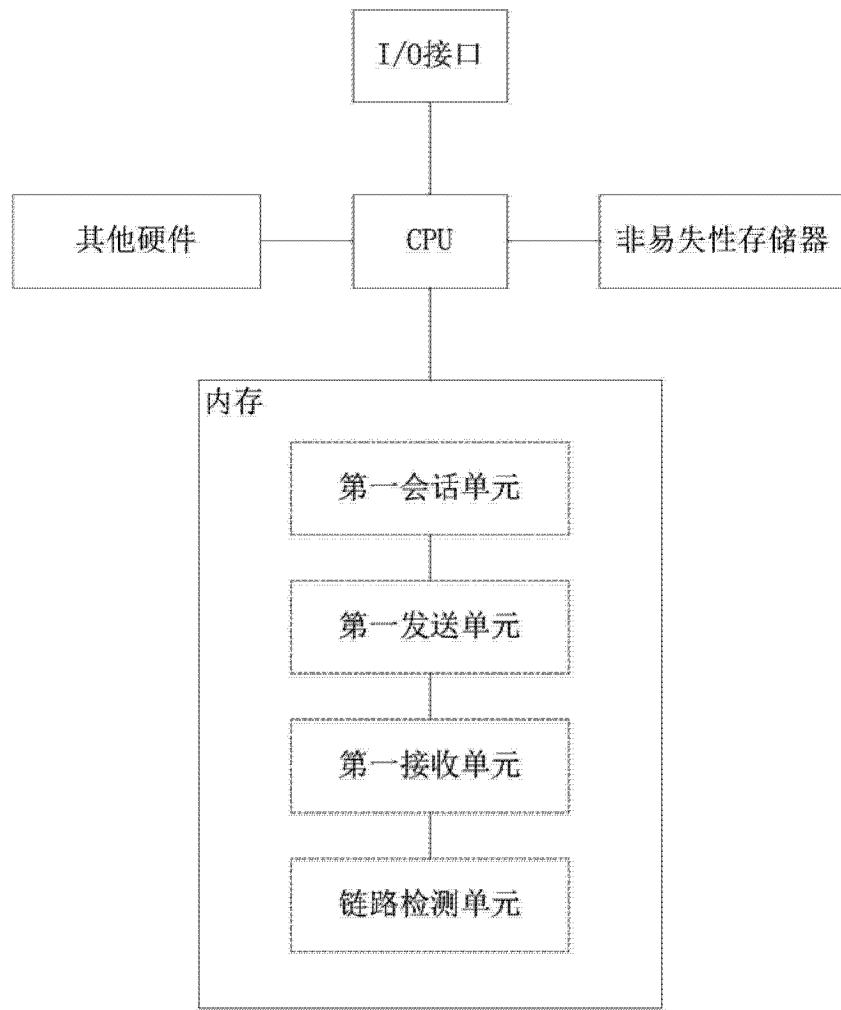 I/O接口
其他硬件
CPU
非易失性存储器
内存
第一会话单元
第一发送单元
第一接收单元
链路检测单元